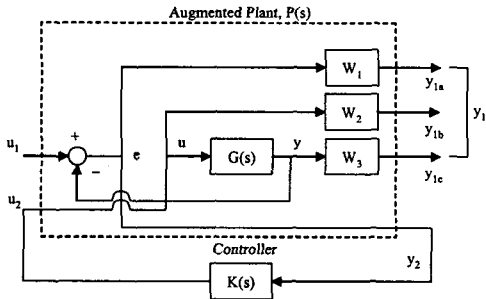 Augmented Plant, P(s)
W1
y1a
W2
y1b
y1
u1
+
−
e
u
G(s)
y
W3
y1c
u2
Controller
y2
K(s)